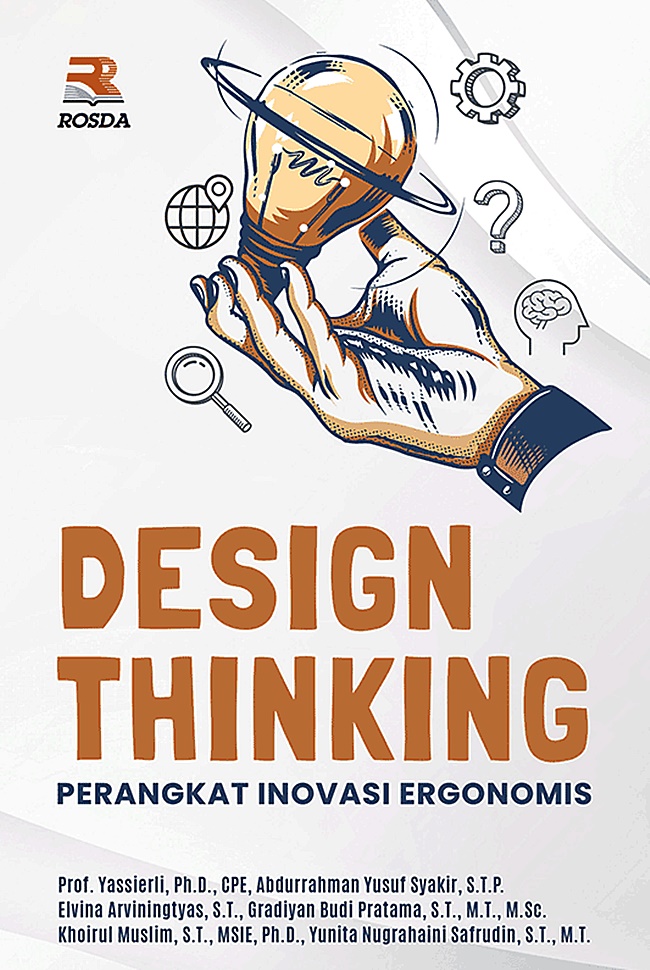 ROSDA
DESIGN
THINKING
PERANGKAT INOVASI ERGONOMIS
Prof. Yassierli, Ph.D., CPE, Abdurrahman Yusuf Syakir, S.T.P.
Elvina Arviningtyas, S.T., Gradiyan Budi Pratama, S.T., M.T., M.Sc.
Khoirul Muslim, S.T., MSIE, Ph.D., Yunita Nugrahaini Safrudin, S.T., M.T.